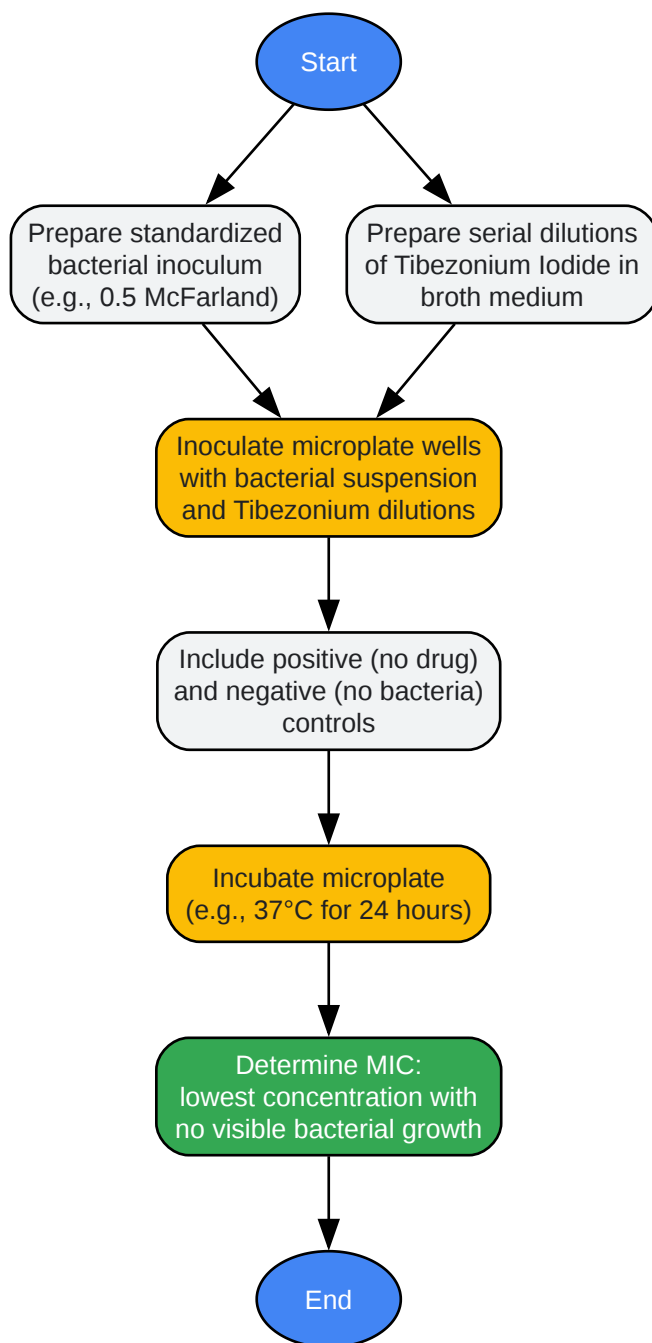 Start
Prepare standardized
bacterial inoculum
(e.g., 0.5 McFarland)
Prepare serial dilutions
of Tibezonium Iodide in
broth medium
Inoculate microplate wells
with bacterial suspension
and Tibezonium dilutions
Include positive (no drug)
and negative (no bacteria)
controls
Incubate microplate
(e.g., 37°C for 24 hours)
Determine MIC:
lowest concentration with
no visible bacterial growth
End